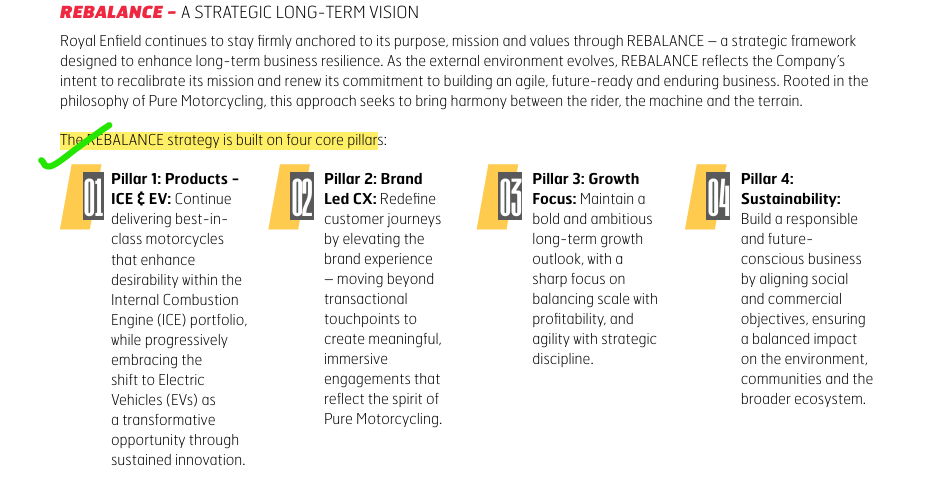 REBALANCE – A STRATEGIC LONG-TERM VISION
Royal Enfield continues to stay firmly anchored to its purpose, mission and values through REBALANCE – a strategic framework
designed to enhance long-term business resilience. As the external environment evolves, REBALANCE reflects the Company's
intent to recalibrate its mission and renew its commitment to building an agile, future-ready and enduring business. Rooted in the
philosophy of Pure Motorcycling, this approach seeks to bring harmony between the rider, the machine and the terrain.
The REBALANCE strategy is built on four core pillars:
01
Pillar 1: Products –
ICE & EV: Continue
delivering best-in-
class motorcycles
that enhance
desirability within the
Internal Combustion
Engine (ICE) portfolio,
while progressively
embracing the
shift to Electric
Vehicles (EVs) as
a transformative
opportunity through
sustained innovation.
02
Pillar 2: Brand
Led CX: Redefine
customer journeys
by elevating the
brand experience
– moving beyond
transactional
touchpoints to
create meaningful,
immersive
engagements that
reflect the spirit of
Pure Motorcycling.
03
Pillar 3: Growth
Focus: Maintain a
bold and ambitious
long-term growth
outlook, with a
sharp focus on
balancing scale with
profitability, and
agility with strategic
discipline.
04
Pillar 4:
Sustainability:
Build a responsible
and future-
conscious business
by aligning social
and commercial
objectives, ensuring
a balanced impact
on the environment,
communities and the
broader ecosystem.